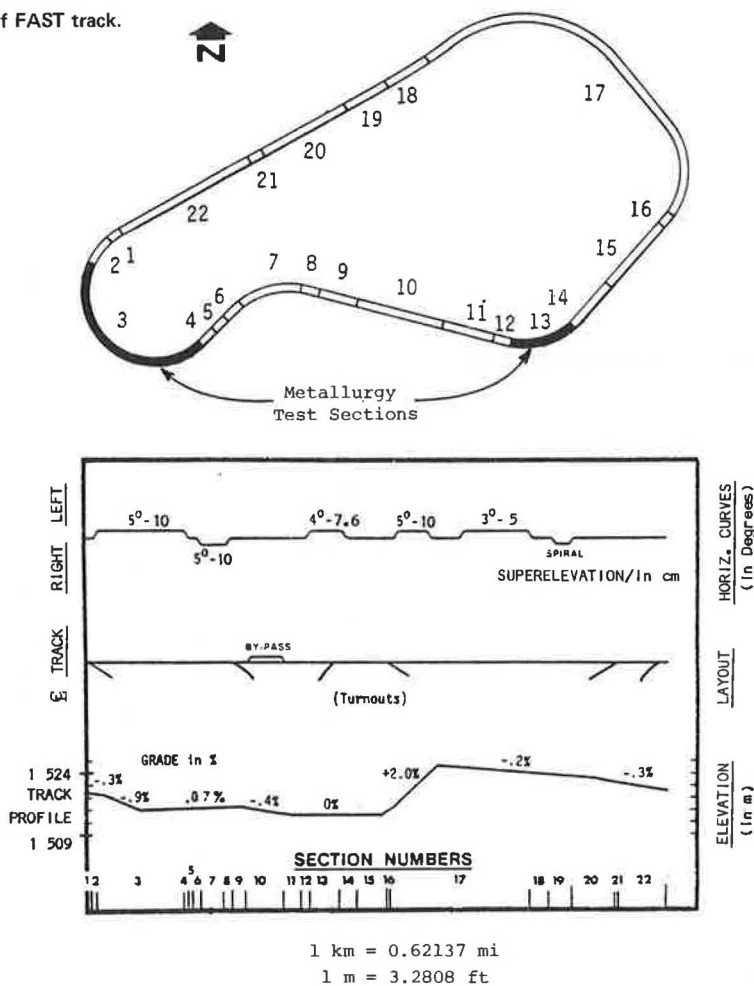 f FAST track.
N
1
2
3
4
5
6
7
8
9
10
11
12
13
14
15
16
17
18
19
20
21
22
Metallurgy
Test Sections
RIGHT LEFT
5°-10
5°-10
4°-7.6
5°-10
3°-5
SPIRAL
SUPERELEVATION/In cm
HORIZ. CURVES
(In Degrees)
℄ TRACK
BY-PASS
(Turnouts)
LAYOUT
GRADE in %
1 524
TRACK
PROFILE
1 509
-.3%
-.9%
.07%
-.4%
0%
+2.0%
-.2%
-.3%
ELEVATION
(In m)
SECTION NUMBERS
1 2 3 4 5 6 7 8 9 10 11 12 13 14 15 16 17 18 19 20 21 22
1 km = 0.62137 mi
1 m = 3.2808 ft